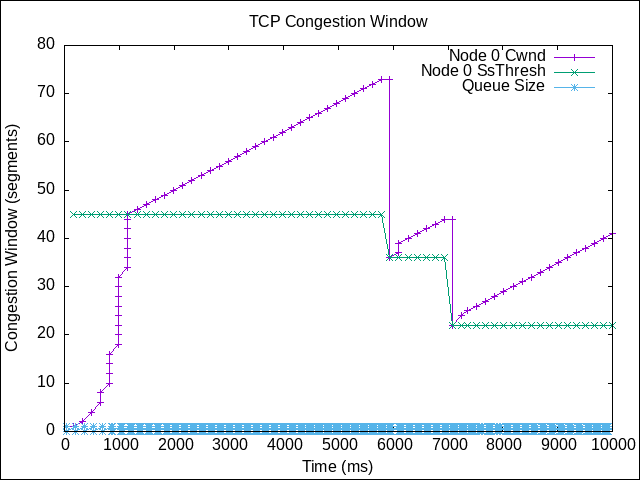 TCP Congestion Window
Node 0 Cwnd
Node 0 SsThresh
Queue Size
Congestion Window (segments)
80
70
60
50
40
30
20
10
0
0 1000 2000 3000 4000 5000 6000 7000 8000 9000 10000
Time (ms)